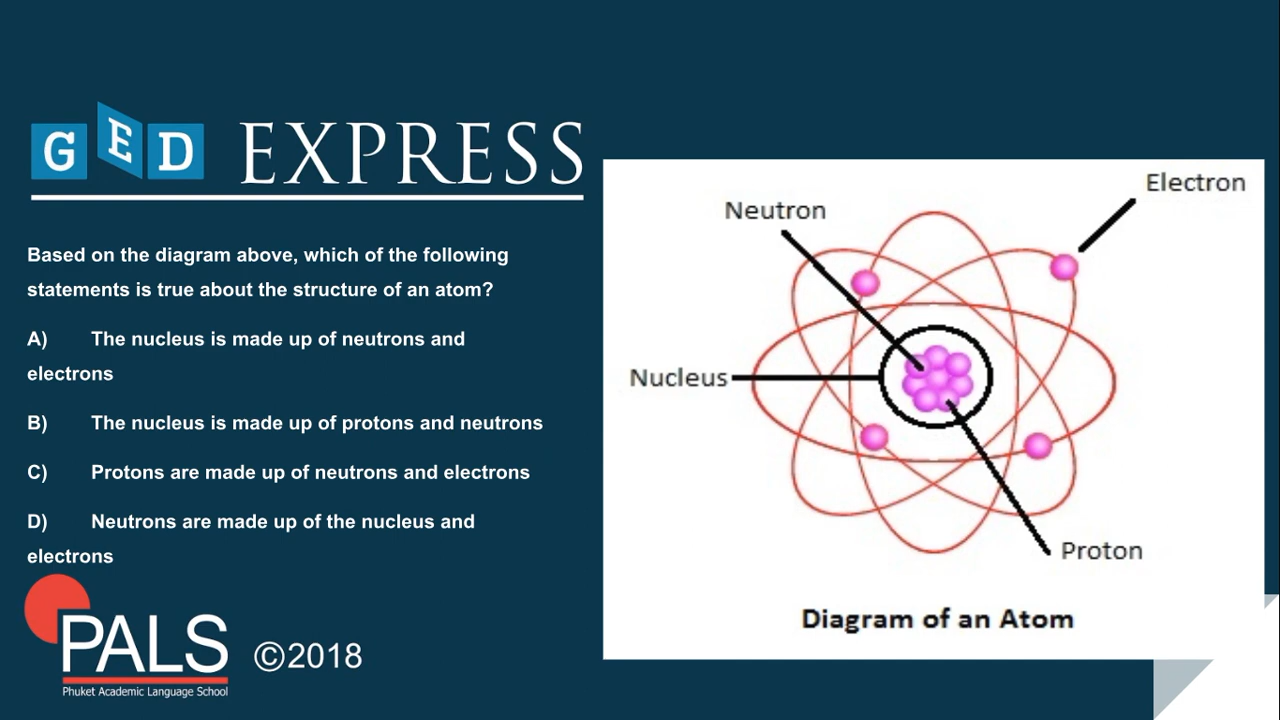 GED EXPRESS
Based on the diagram above, which of the following
statements is true about the structure of an atom?
A) The nucleus is made up of neutrons and
electrons
B) The nucleus is made up of protons and neutrons
C) Protons are made up of neutrons and electrons
D) Neutrons are made up of the nucleus and
electrons
PALS ©2018
Phuket Academic Language School
Electron
Neutron
Nucleus
Proton
Diagram of an Atom